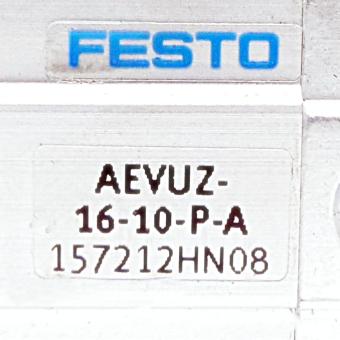 FESTO
AEVUZ-
16-10-P-A
157212HN08